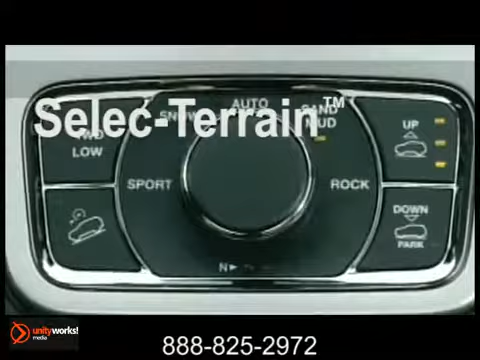 Selec-Terrain™
SNOW
AUTO
SAND
MUD
4WD
LOW
UP
SPORT
ROCK
DOWN
PARK
N►
unityworks!
media
888-825-2972